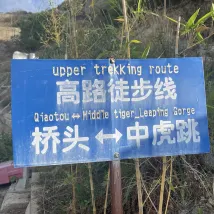 upper trekking route
高路徒步线
Qiaotou ↔ Middle tiger_Leaping Gorge
桥头↔中虎跳